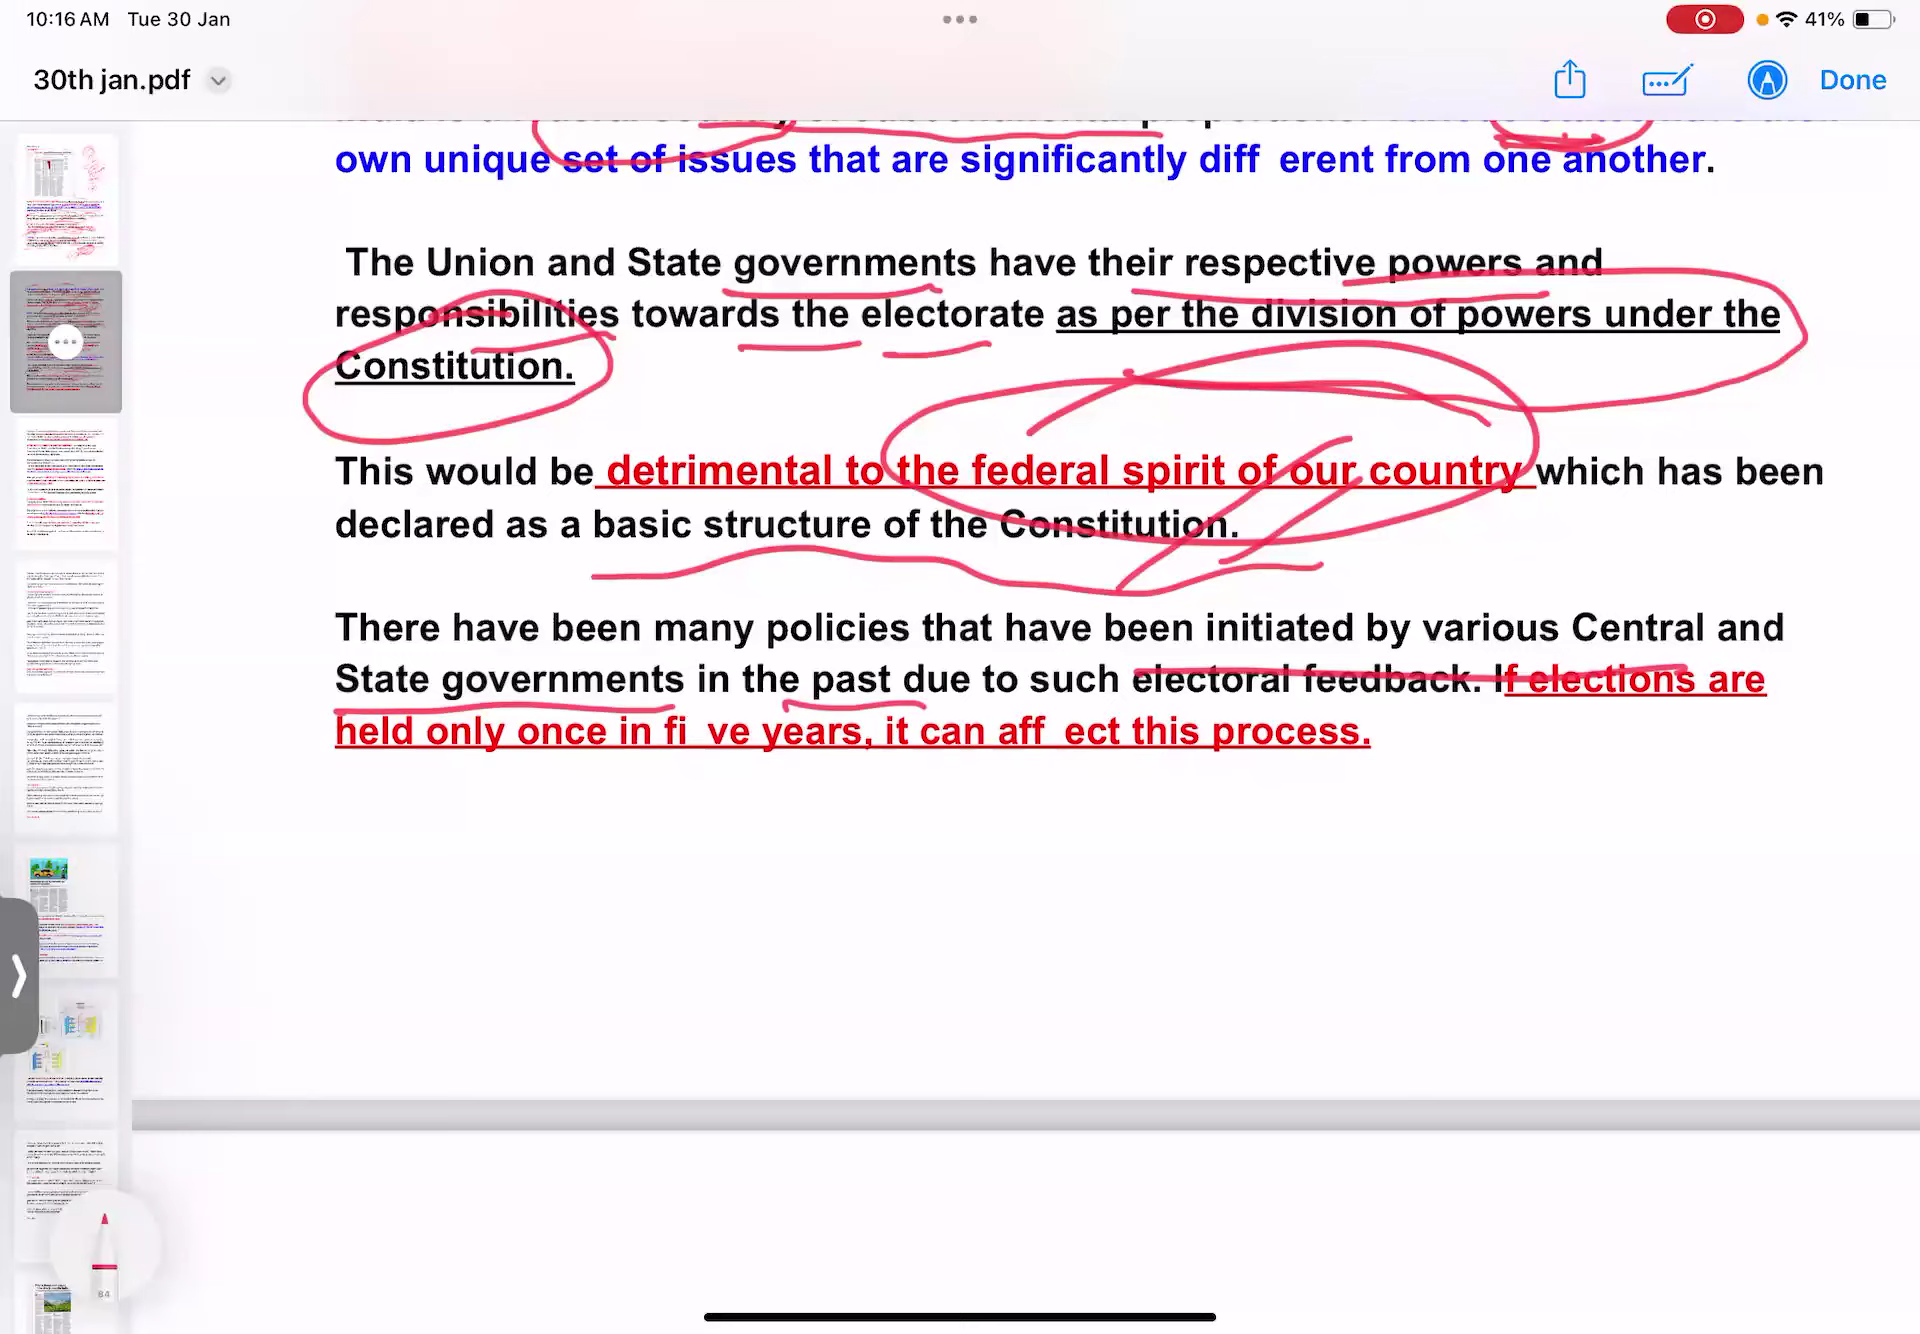 10:16 AM Tue 30 Jan
41%
30th jan.pdf
Done
own unique set of issues that are significantly diff erent from one another.
The Union and State governments have their respective powers and
responsibilities towards the electorate as per the division of powers under the
Constitution.
This would be detrimental to the federal spirit of our country which has been
declared as a basic structure of the Constitution.
There have been many policies that have been initiated by various Central and
State governments in the past due to such electoral feedback. If elections are
held only once in fi ve years, it can aff ect this process.
84